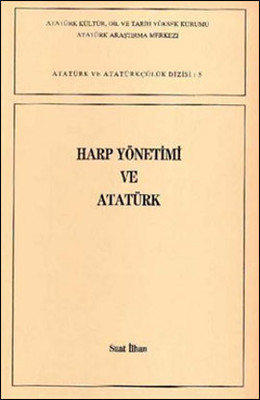 ATATÜRK KÜLTÜR, DİL VE TARİH YÜKSEK KURUMU
ATATÜRK ARAŞTIRMA MERKEZİ
ATATÜRK VE ATATÜRKÇÜLÜK DİZİSİ : 5
HARP YÖNETİMİ
VE
ATATÜRK
Suat İlhan